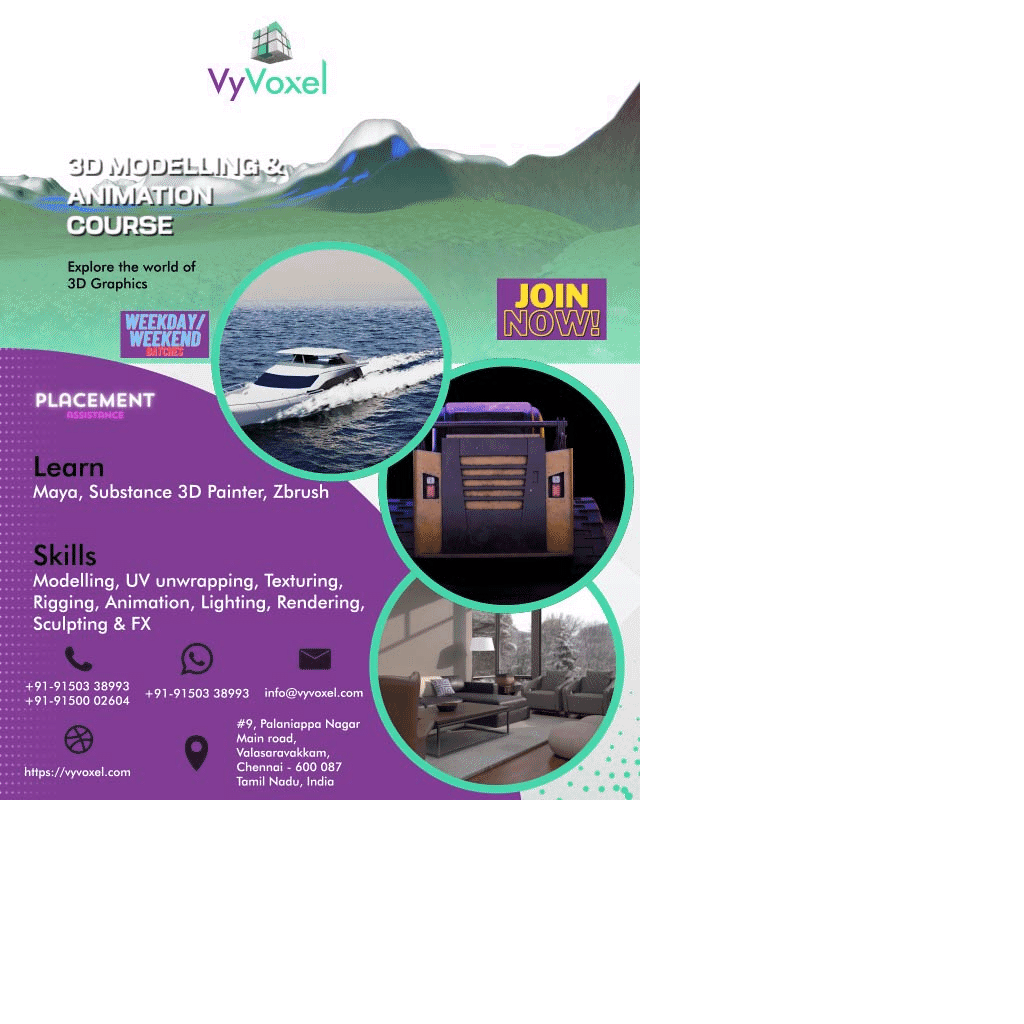 VyVoxel
3D MODELLING &
ANIMATION
COURSE
Explore the world of
3D Graphics
JOIN
NOW!
WEEKDAY/
WEEKEND
BATCHES
PLACEMENT
ASSISTANCE
Learn
Maya, Substance 3D Painter, Zbrush
Skills
Modelling, UV unwrapping, Texturing,
Rigging, Animation, Lighting, Rendering,
Sculpting & FX
+91-91503 38993
+91-91500 02604
+91-91503 38993
info@vyvoxel.com
https://vyvoxel.com
#9, Palaniappa Nagar
Main road,
Valasaravakkam,
Chennai - 600 087
Tamil Nadu, India